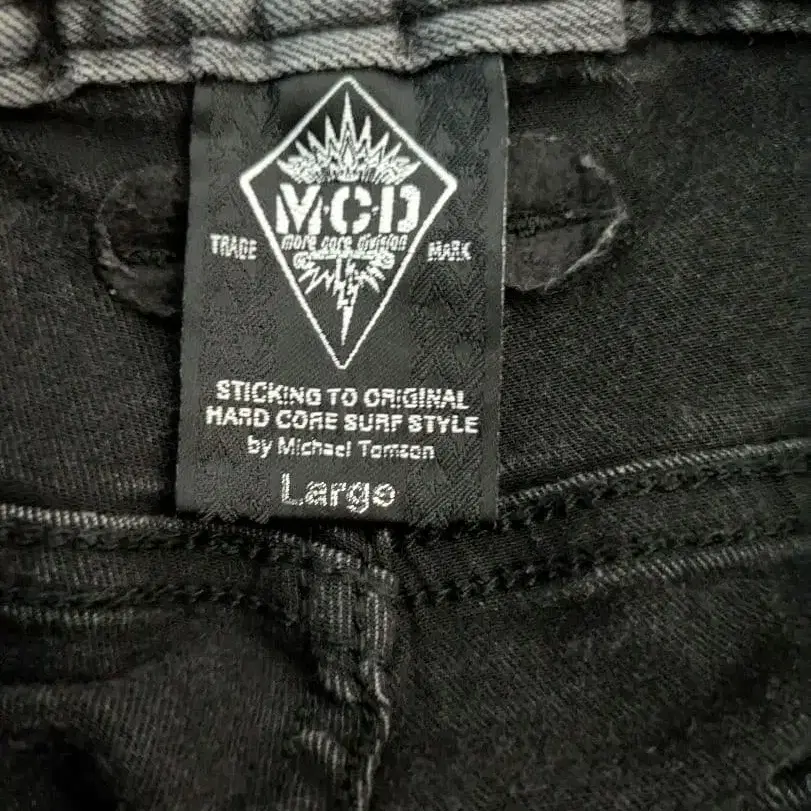 M·C·D
TRADE more core division MARK
STICKING TO ORIGINAL
HARD CORE SURF STYLE
by Michael Tomson
Large